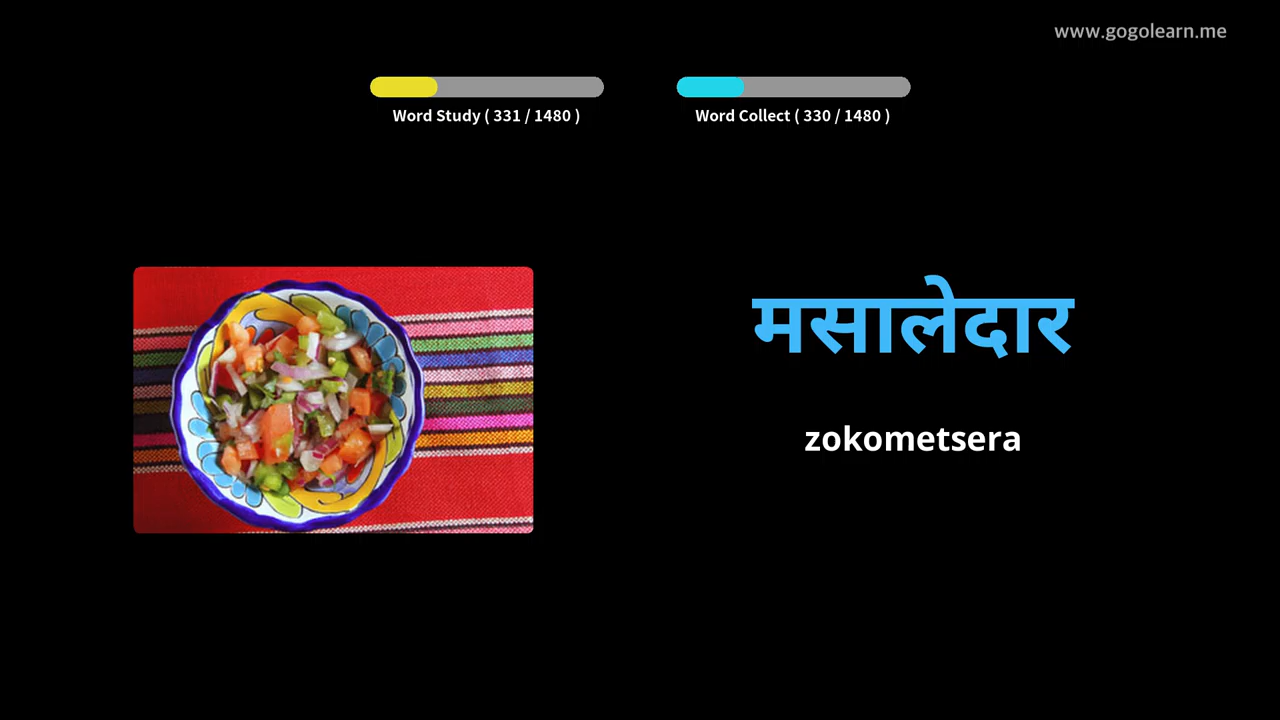 www.gogolearn.me
Word Study ( 331 / 1480 )
Word Collect ( 330 / 1480 )
मसालेदार
zokometsera